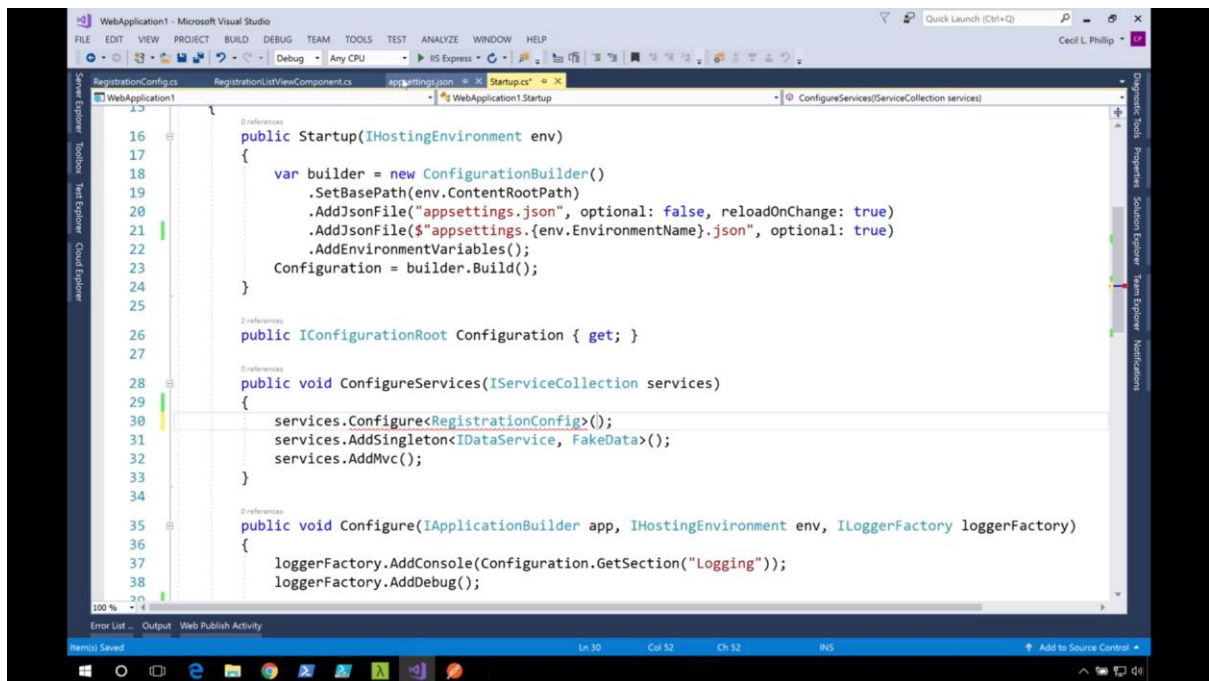 WebApplication1 - Microsoft Visual Studio
Quick Launch (Ctrl+Q)
FILE EDIT VIEW PROJECT BUILD DEBUG TEAM TOOLS TEST ANALYZE WINDOW HELP
Cecil L. Phillip CP
Debug Any CPU IIS Express
RegistrationConfig.cs RegistrationListViewComponent.cs appsettings.json Startup.cs*
WebApplication1 WebApplication1.Startup ConfigureServices(IServiceCollection services)
15 {
0 references
16 public Startup(IHostingEnvironment env)
17 {
18 var builder = new ConfigurationBuilder()
19 .SetBasePath(env.ContentRootPath)
20 .AddJsonFile("appsettings.json", optional: false, reloadOnChange: true)
21 .AddJsonFile($"appsettings.{env.EnvironmentName}.json", optional: true)
22 .AddEnvironmentVariables();
23 Configuration = builder.Build();
24 }
25
2 references
26 public IConfigurationRoot Configuration { get; }
27
0 references
28 public void ConfigureServices(IServiceCollection services)
29 {
30 services.Configure<RegistrationConfig>();
31 services.AddSingleton<IDataService, FakeData>();
32 services.AddMvc();
33 }
34
0 references
35 public void Configure(IApplicationBuilder app, IHostingEnvironment env, ILoggerFactory loggerFactory)
36 {
37 loggerFactory.AddConsole(Configuration.GetSection("Logging"));
38 loggerFactory.AddDebug();
39
100 %
Server Explorer
Toolbox
Test Explorer
Cloud Explorer
Diagnostic Tools
Properties
Solution Explorer
Team Explorer
Notifications
Error List ... Output Web Publish Activity
Item(s) Saved Ln 30 Col 52 Ch 52 INS Add to Source Control